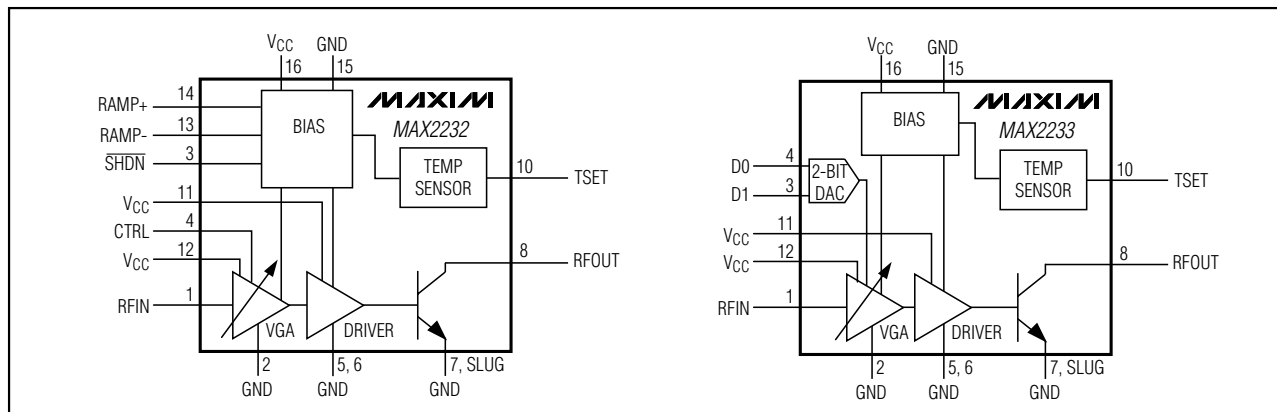 VCC GND
16 15
RAMP+ 14
RAMP- 13
SHDN 3
BIAS
MAXIM
MAX2232
TEMP
SENSOR
10 TSET
VCC 11
CTRL 4
VCC 12
RFIN 1
VGA
DRIVER
8 RFOUT
2
GND
5, 6
GND
7, SLUG
GND
VCC GND
16 15
BIAS
MAXIM
MAX2233
D0 4
D1 3
2-BIT
DAC
TEMP
SENSOR
10 TSET
VCC 11
VCC 12
RFIN 1
VGA
DRIVER
8 RFOUT
2
GND
5, 6
GND
7, SLUG
GND